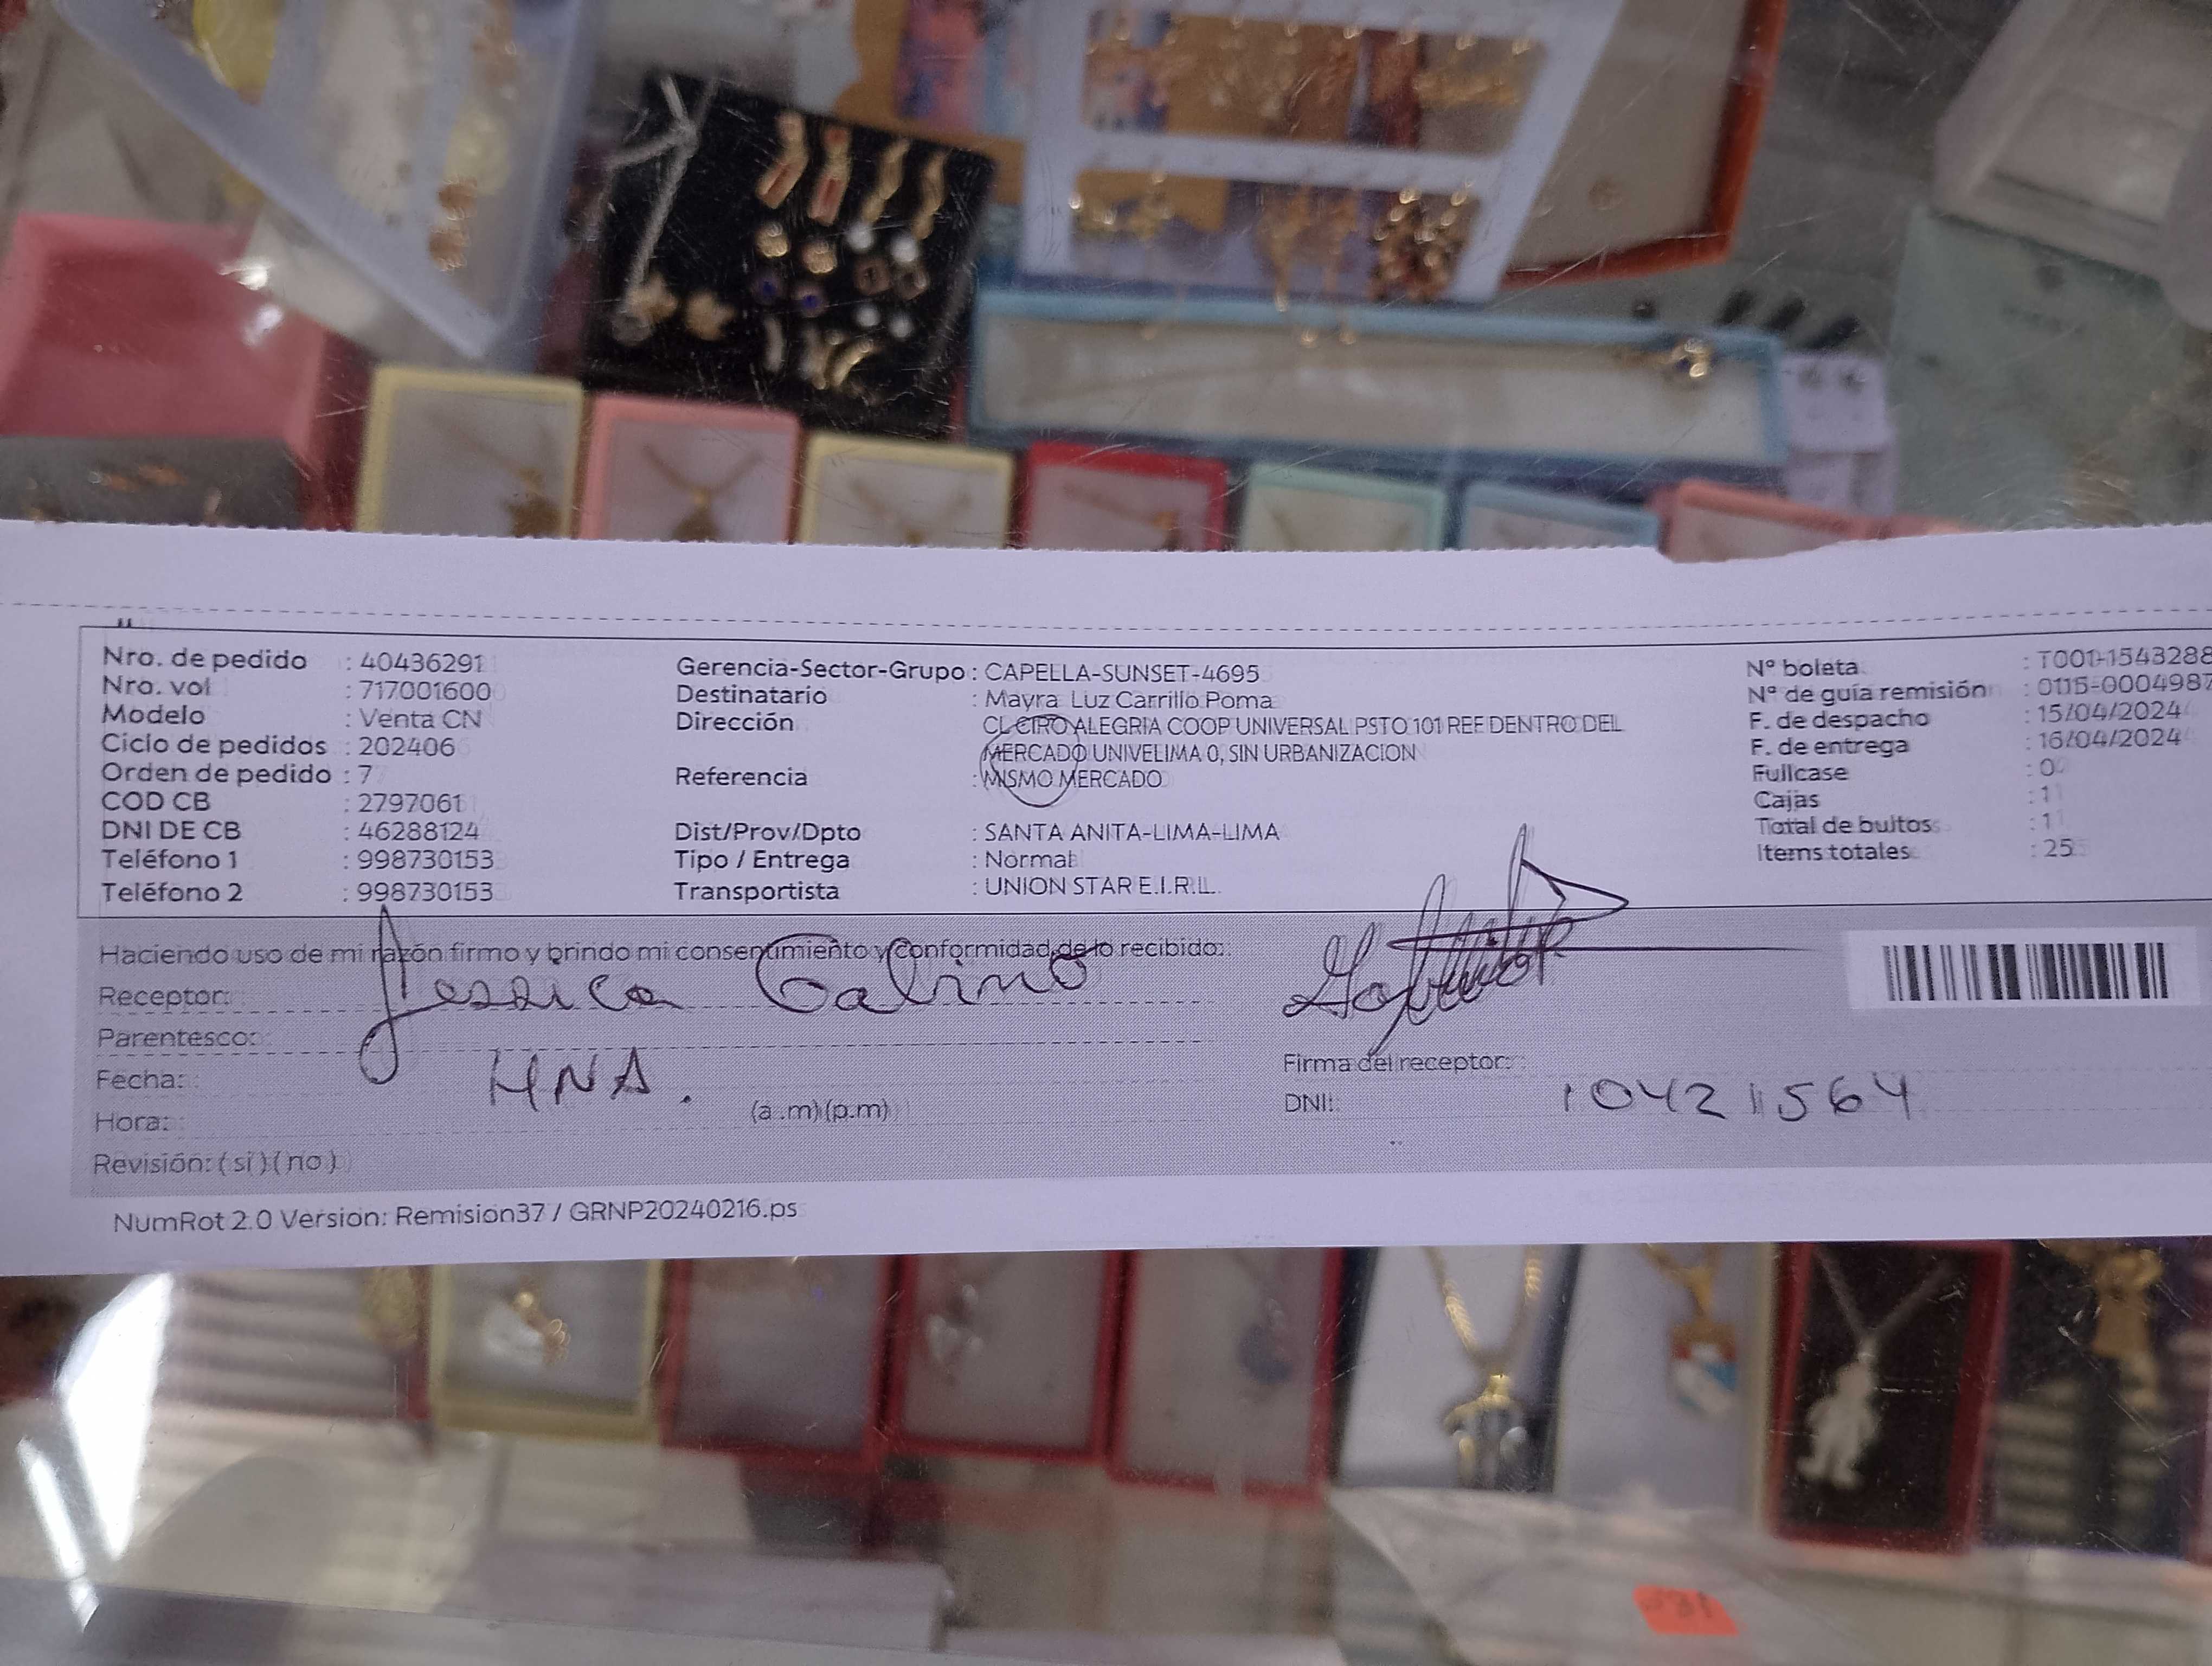 Nro. de pedido : 404362911
Nro. vol : 717001600
Modelo : Venta CN
Ciclo de pedidos : 202406
Orden de pedido : 7
COD CB : 2797061
DNI DE CB : 46288124
Teléfono 1 : 998730153
Teléfono 2 : 998730153
Gerencia-Sector-Grupo : CAPELLA-SUNSET-4695
Destinatario : Mayra Luz Carrillo Poma
Dirección CL CIRO ALEGRIA COOP UNIVERSAL PSTO 101 REF DENTRO DEL
MERCADO UNIVELIMA 0, SIN URBANIZACION
Referencia : MISMO MERCADO
Dist/Prov/Dpto : SANTA ANITA-LIMA-LIMA
Tipo / Entrega : Normal
Transportista : UNION STAR E.I.R.L.
Nº boleta : T001-1543288
Nº de guía remisión : 0115-0004987
F. de despacho : 15/04/2024
F. de entrega : 16/04/2024
Fullcase : 0
Cajas : 1
Total de bultos : 1
Items totales : 25
Haciendo uso de mi razón firmo y brindo mi consentimiento y conformidad de lo recibido:
Receptor: Jessica Galino
Parentesco:
Fecha: HNA.
Hora: (a.m)(p.m)
Revisión: (si)(no)
Firma del receptor:
DNI: 10421564
NumRot 2.0 Version: Remision37 / GRNP20240216.ps